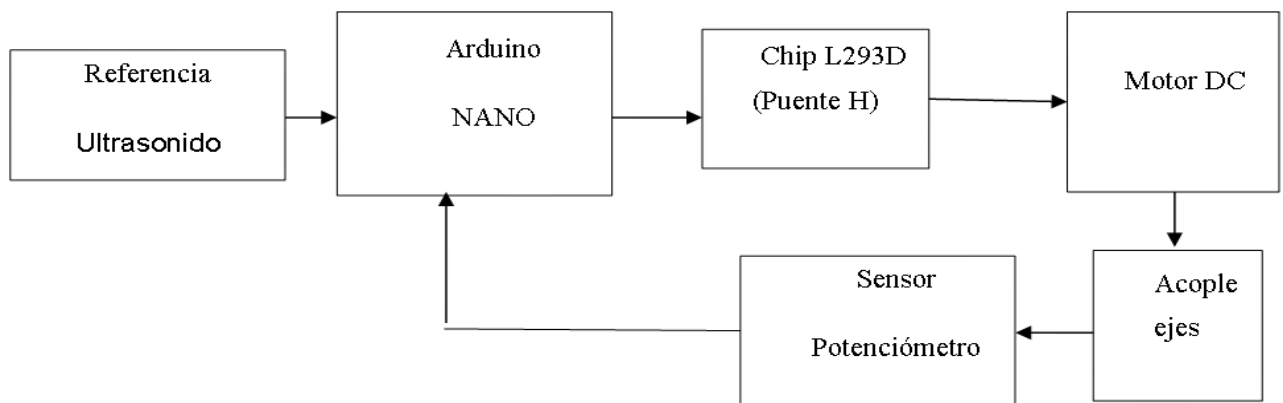 Referencia
Ultrasonido
Arduino
NANO
Chip L293D
(Puente H)
Motor DC
Acople
ejes
Sensor
Potenciómetro